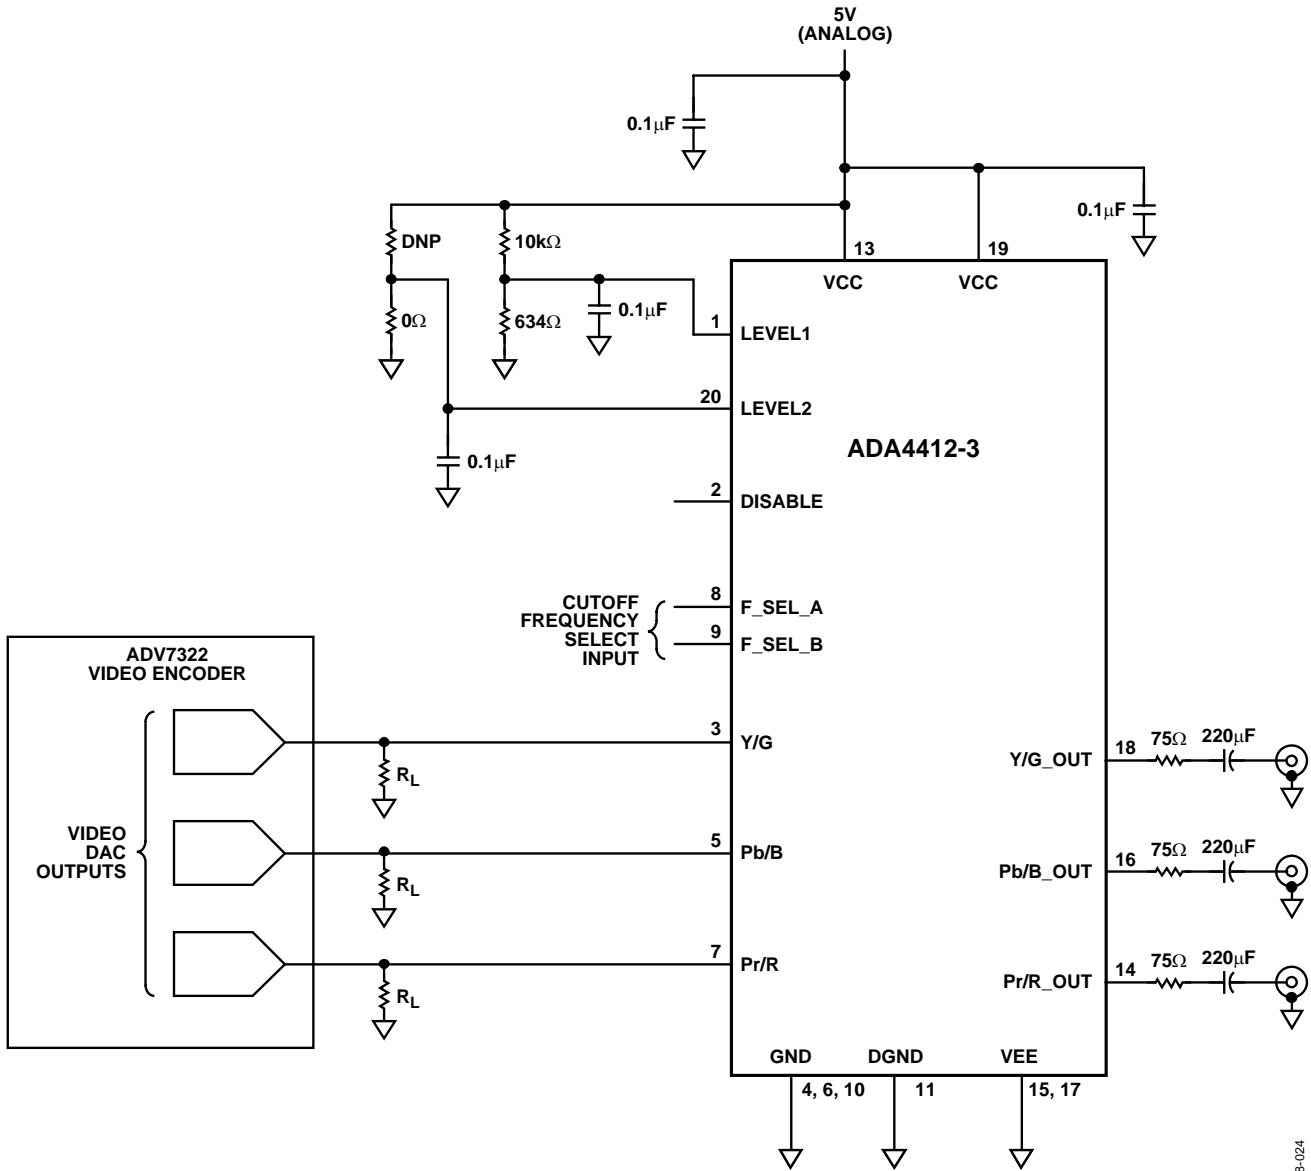 5V
(ANALOG)
0.1μF
0.1μF
DNP
10kΩ
13
19
VCC
VCC
0Ω
634Ω
0.1μF
1
LEVEL1
20
LEVEL2
ADA4412-3
0.1μF
2
DISABLE
CUTOFF
FREQUENCY
SELECT
INPUT
8
F_SEL_A
9
F_SEL_B
ADV7322
VIDEO ENCODER
3
Y/G
RL
18
75Ω
220μF
Y/G_OUT
VIDEO
DAC
OUTPUTS
5
Pb/B
RL
16
75Ω
220μF
Pb/B_OUT
7
Pr/R
RL
14
75Ω
220μF
Pr/R_OUT
GND
DGND
VEE
4, 6, 10
11
15, 17